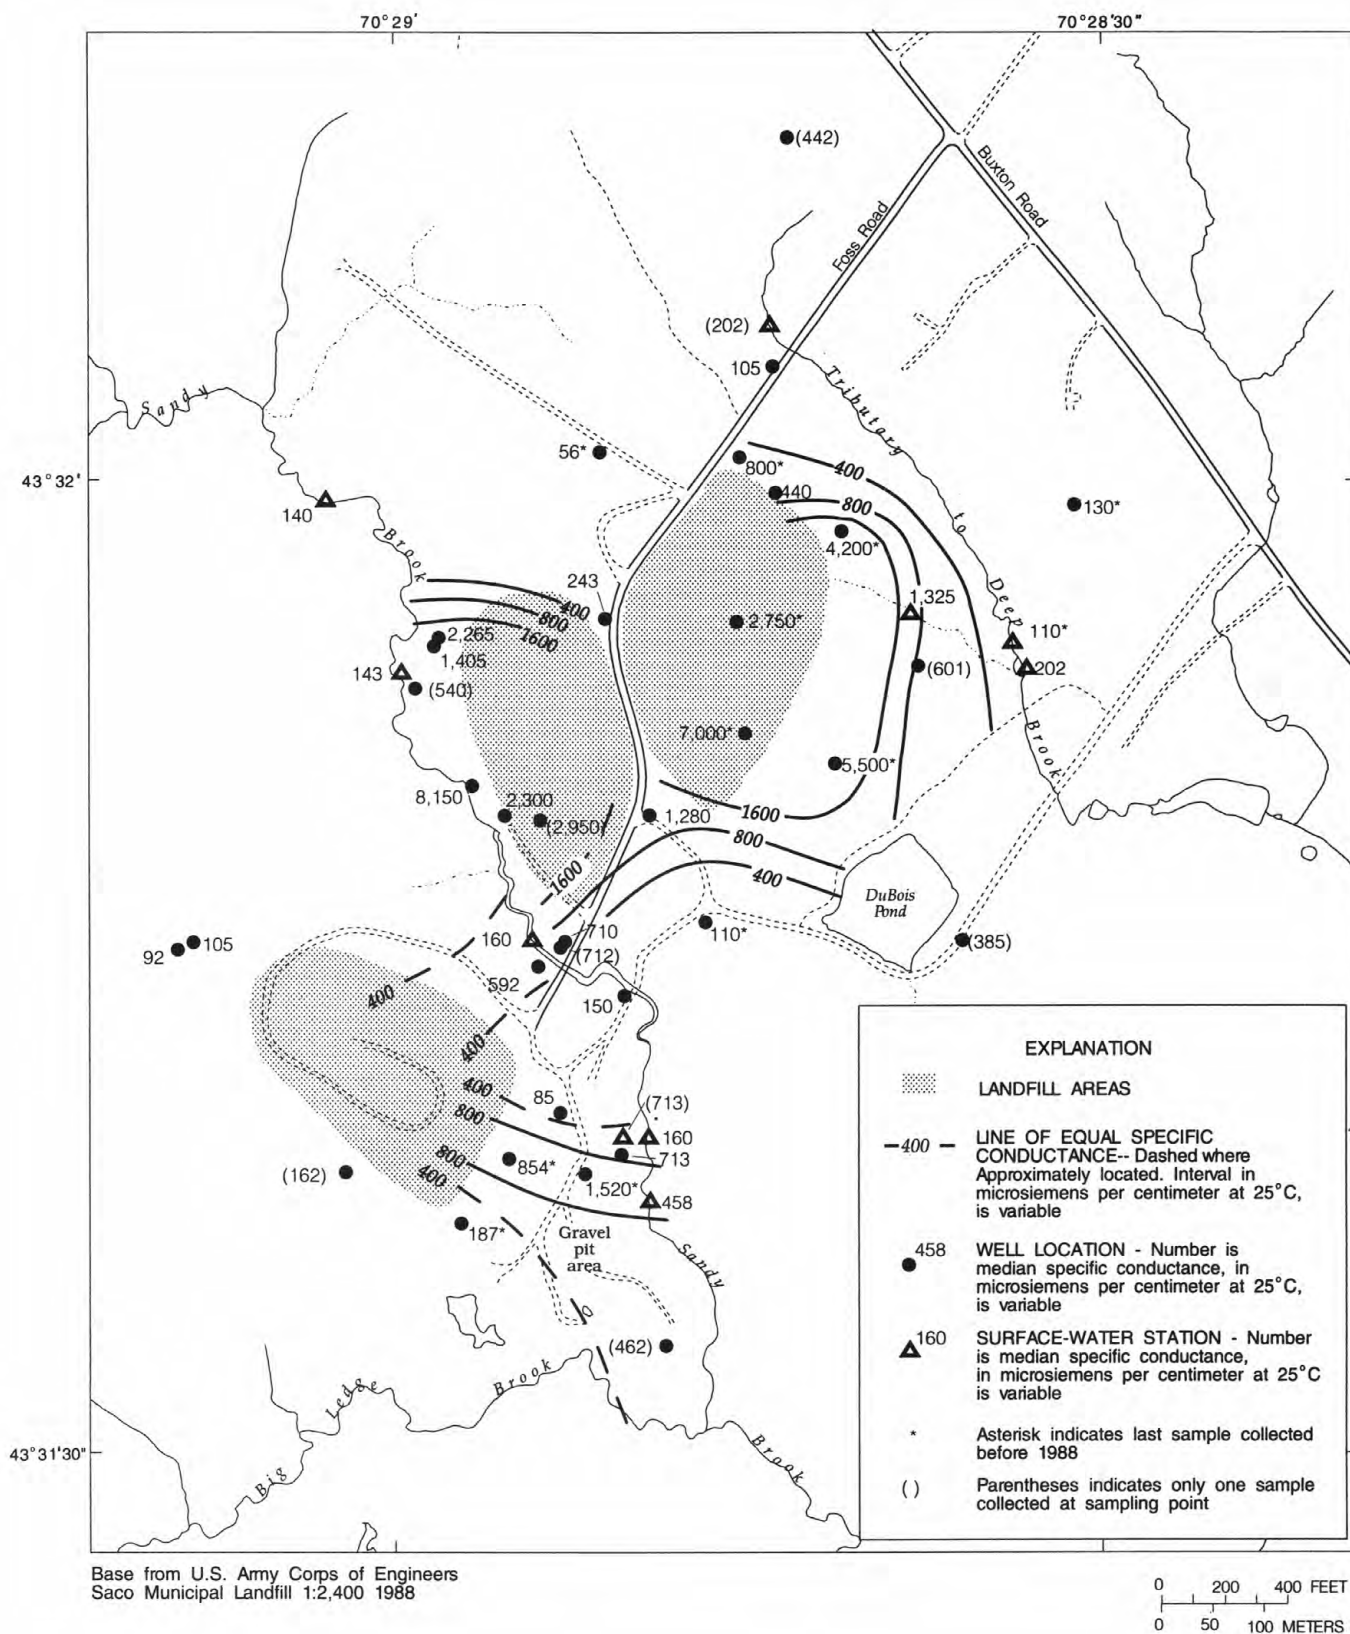 70°29'
70°28'30"
(442)
Buxton Road
Foss Road
(202)
105
Tributary
to
Deep
Brook
Sandy
Brook
56*
43°32'
800*
400
440
800
130*
140
4,200*
243
400
800
1600
1,325
2,265
1,405
2 750*
110*
202
143
(540)
(601)
7,000*
5,500*
8,150
2,300
(2,950)
1,280
1600
800
1600
400
DuBois
Pond
710
(712)
110*
(385)
160
92
105
592
400
150
400
400
85
(713)
800
160
713
800
854*
1,520*
(162)
400
458
187*
Gravel
pit
area
Sandy
(462)
Big Ledge Brook
Brook
43°31'30"
EXPLANATION
LANDFILL AREAS
400
LINE OF EQUAL SPECIFIC
CONDUCTANCE-- Dashed where
Approximately located. Interval in
microsiemens per centimeter at 25°C,
is variable
458
WELL LOCATION - Number is
median specific conductance, in
microsiemens per centimeter at 25°C,
is variable
160
SURFACE-WATER STATION - Number
is median specific conductance,
in microsiemens per centimeter at 25°C
is variable
* Asterisk indicates last sample collected
before 1988
( ) Parentheses indicates only one sample
collected at sampling point
Base from U.S. Army Corps of Engineers
Saco Municipal Landfill 1:2,400 1988
0 200 400 FEET
0 50 100 METERS